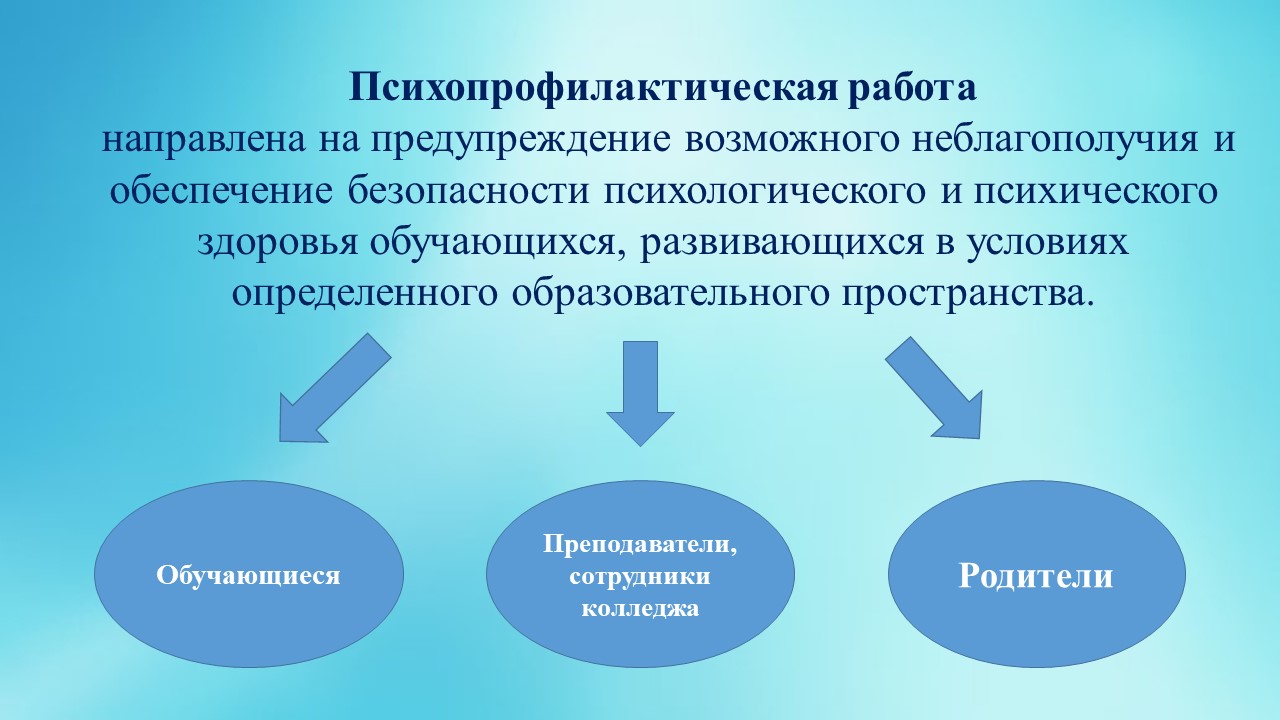 Психопрофилактическая работа
направлена на предупреждение возможного неблагополучия и
обеспечение безопасности психологического и психического
здоровья обучающихся, развивающихся в условиях
определенного образовательного пространства.
Обучающиеся
Преподаватели,
сотрудники
колледжа
Родители